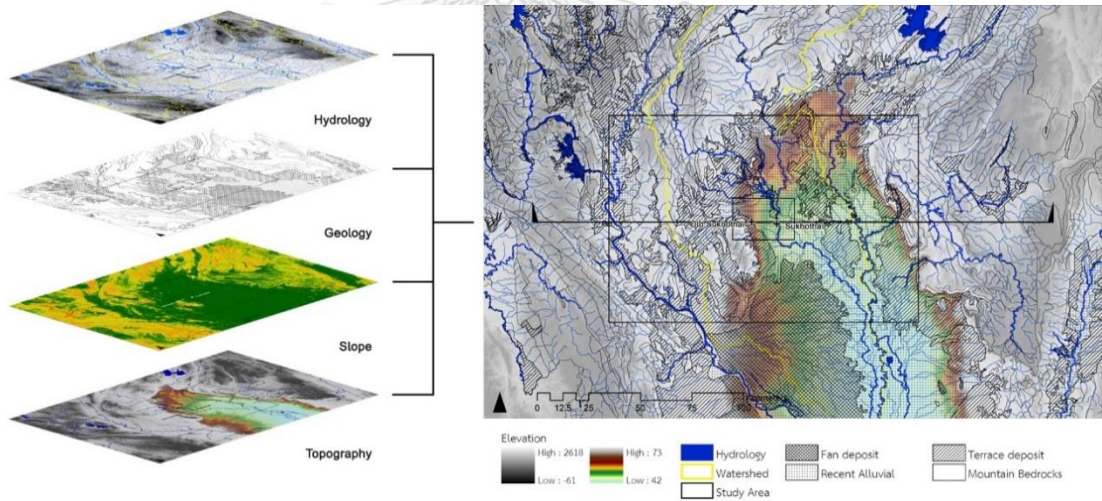 Hydrology
Geology
Slope
Topography
Sukhothai
0 12.5 25 50 75 100
Elevation
High : 2618
Low : -61
High : 73
Low : 42
Hydrology
Watershed
Study Area
Fan deposit
Recent Alluvial
Terrace deposit
Mountain Bedrocks